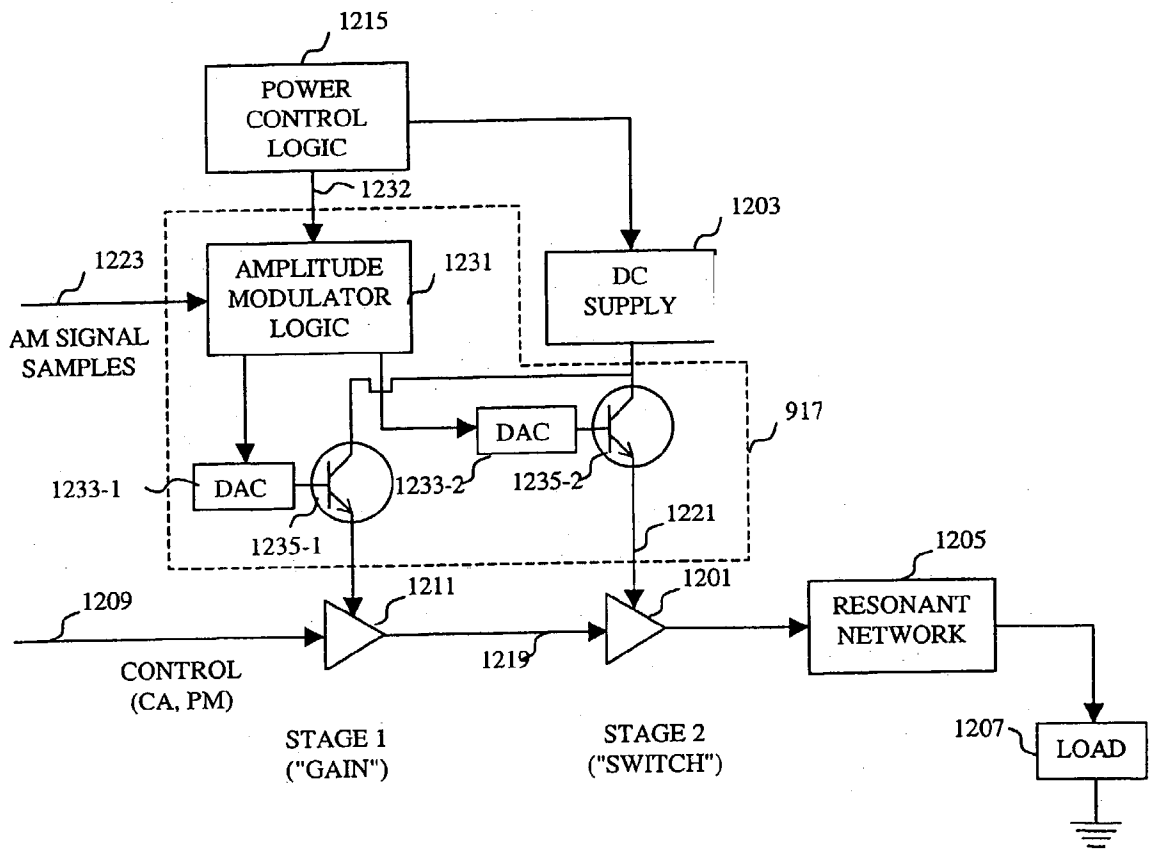 1215
POWER
CONTROL
LOGIC
1232
1203
1223
AMPLITUDE
MODULATOR
LOGIC
1231
DC
SUPPLY
AM SIGNAL
SAMPLES
917
DAC
1233-1
DAC
1233-2
1235-2
1235-1
1221
1205
1209
1211
1201
RESONANT
NETWORK
1219
CONTROL
(CA, PM)
STAGE 1
("GAIN")
STAGE 2
("SWITCH")
1207
LOAD